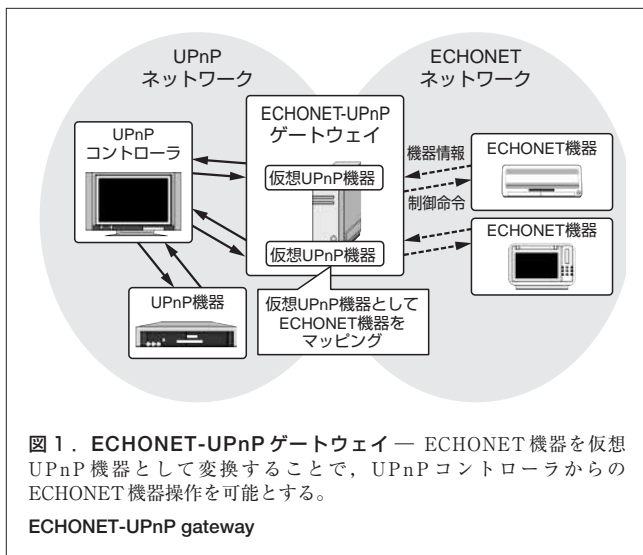 UPnP
ネットワーク
ECHONET
ネットワーク
ECHONET-UPnP
ゲートウェイ
UPnP
コントローラ
仮想UPnP機器
仮想UPnP機器
機器情報
制御命令
ECHONET機器
ECHONET機器
UPnP機器
仮想UPnP機器として
ECHONET機器を
マッピング
図1．ECHONET-UPnPゲートウェイ — ECHONET機器を仮想
UPnP機器として変換することで，UPnPコントローラからの
ECHONET機器操作を可能とする。
ECHONET-UPnP gateway